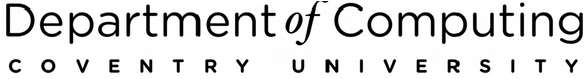 Department of Computing
COVENTRY UNIVERSITY